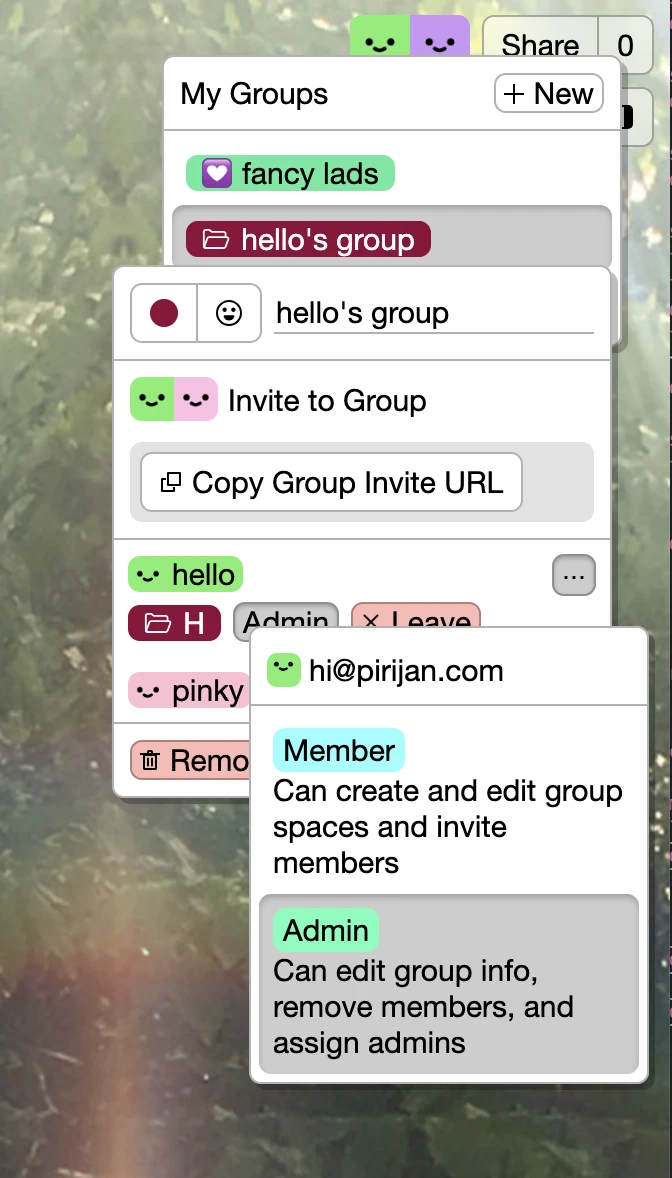 Share 0
My Groups
+ New
fancy lads
hello's group
hello's group
Invite to Group
Copy Group Invite URL
hello
...
H Admin × Leave
pinky
hi@pirijan.com
Remo
Member
Can create and edit group
spaces and invite
members
Admin
Can edit group info,
remove members, and
assign admins